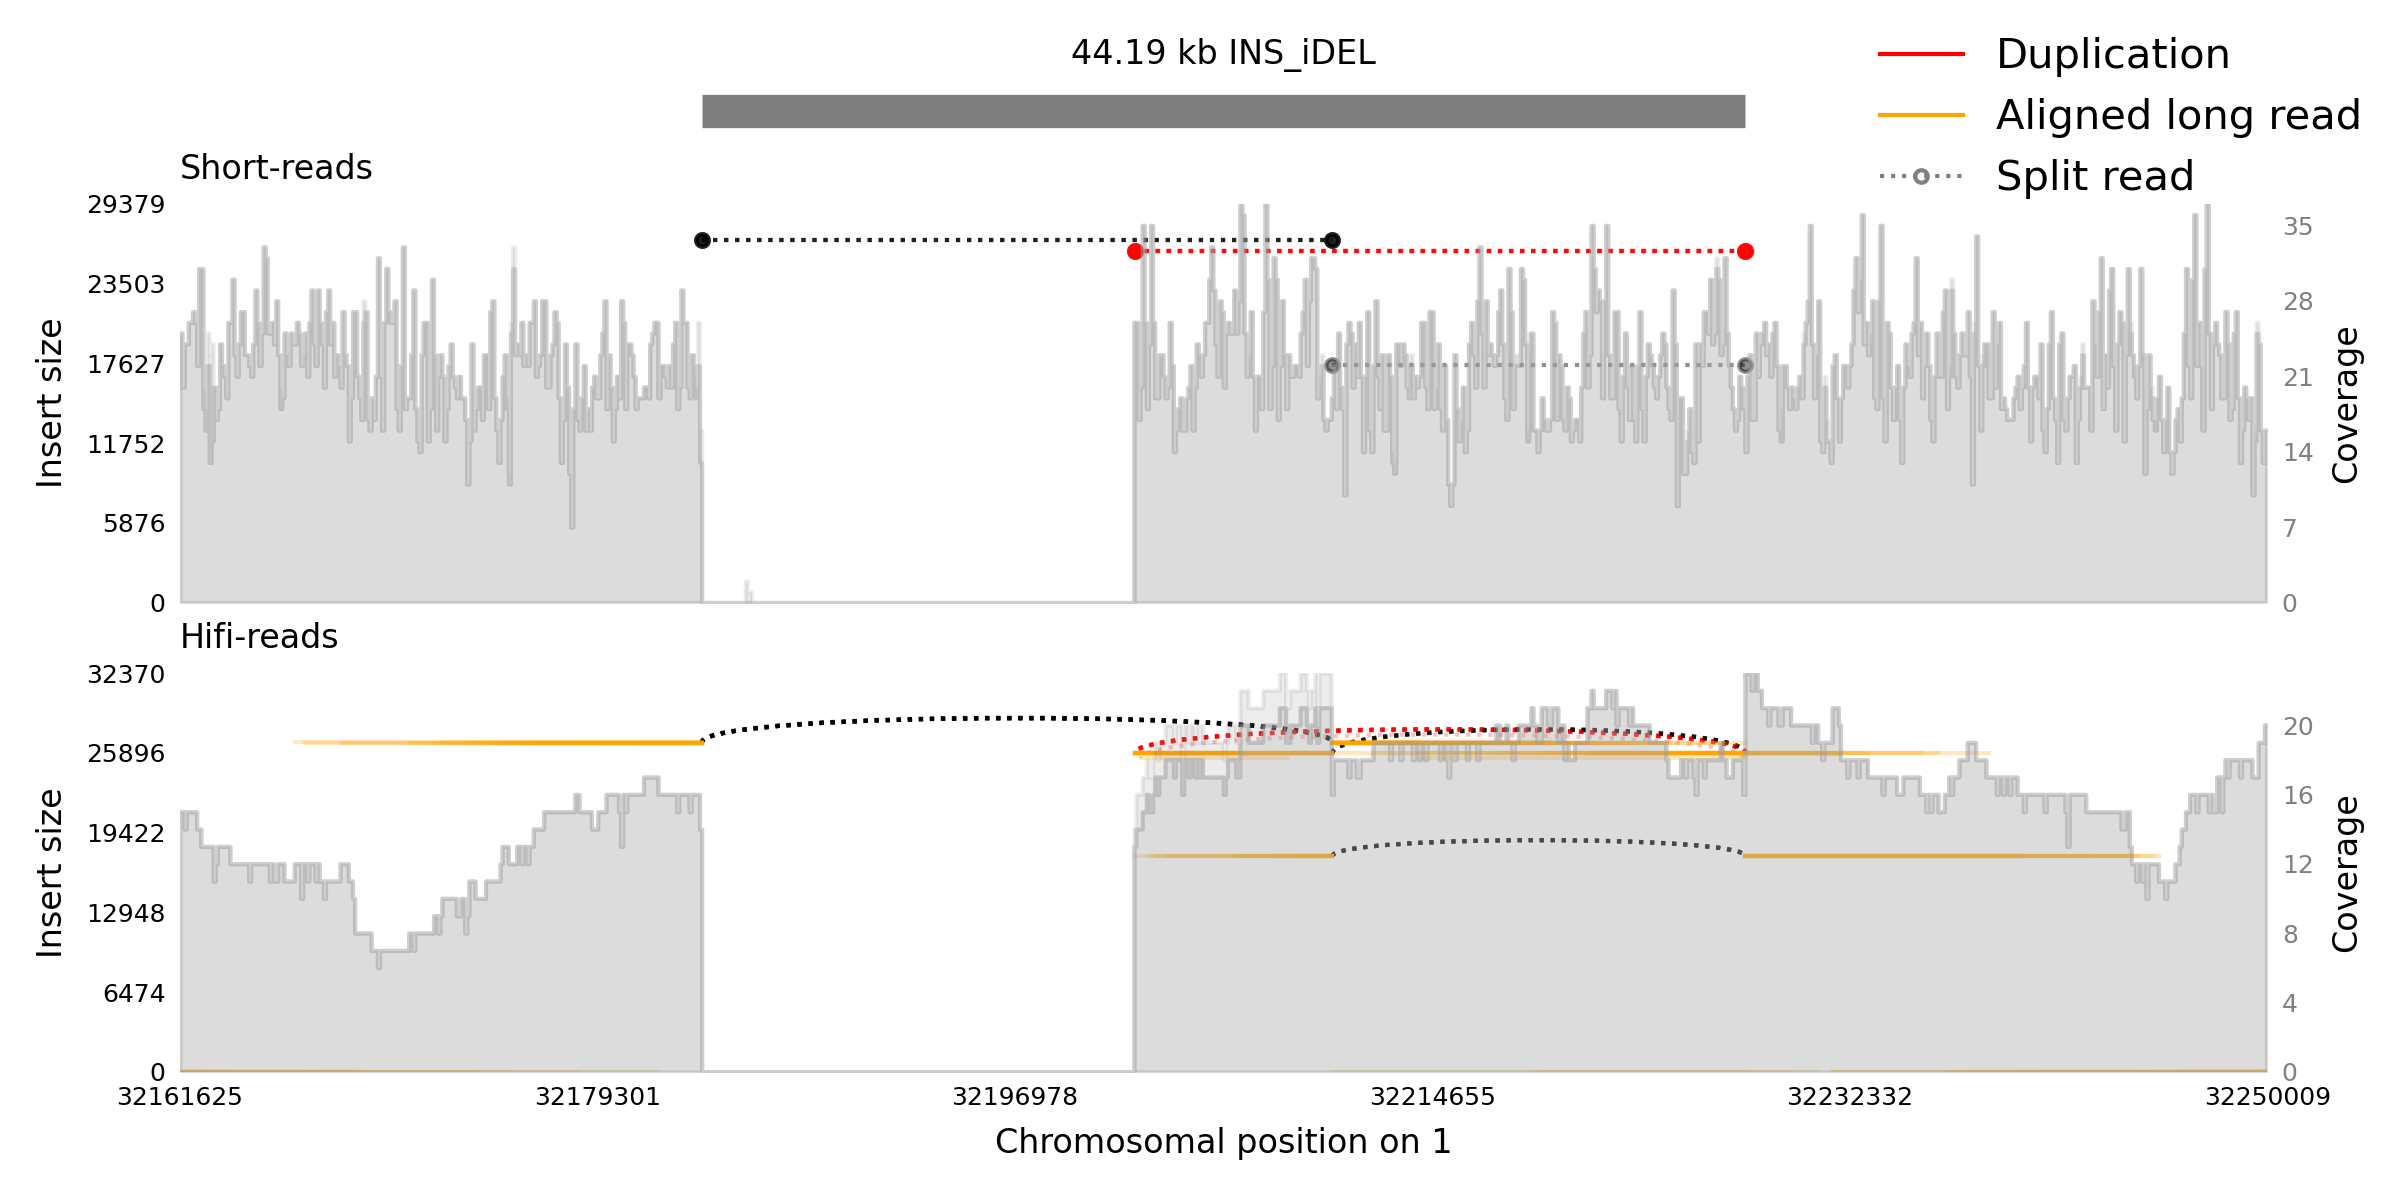 44.19 kb INS_iDEL
Duplication
Aligned long read
Split read
Short-reads
29379
23503
17627
11752
5876
0
Insert size
35
28
21
14
7
0
Coverage
Hifi-reads
32370
25896
19422
12948
6474
0
Insert size
20
16
12
8
4
0
Coverage
32161625 32179301 32196978 32214655 32232332 32250009
Chromosomal position on 1